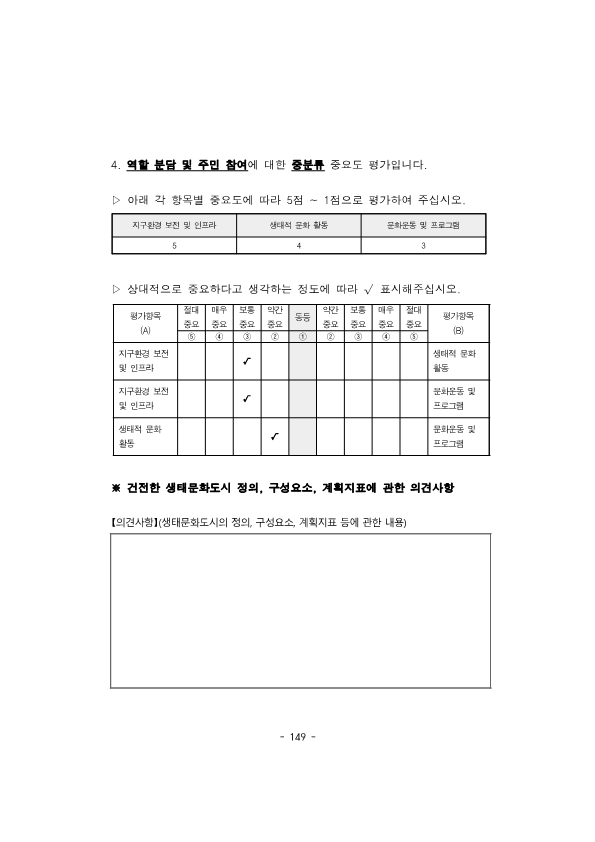 4. 역할 분담 및 주민 참여에 대한 중분류 중요도 평가입니다.
▷ 아래 각 항목별 중요도에 따라 5점 ~ 1점으로 평가하여 주십시오.
지구환경 보전 및 인프라 생태적 문화 활동 문화운동 및 프로그램
5 4 3
▷ 상대적으로 중요하다고 생각하는 정도에 따라 √ 표시해주십시오.
평가항목 절대 매우 보통 약간 동등 약간 보통 매우 절대 평가항목
(A) 중요 중요 중요 중요 중요 중요 중요 중요 (B)
⑤ ④ ③ ② ① ② ③ ④ ⑤
지구환경 보전 생태적 문화
및 인프라 √ 활동
지구환경 보전 문화운동 및
및 인프라 √ 프로그램
생태적 문화 문화운동 및
활동 √ 프로그램
※ 건전한 생태문화도시 정의, 구성요소, 계획지표에 관한 의견사항
【의견사항】(생태문화도시의 정의, 구성요소, 계획지표 등에 관한 내용)
- 149 -